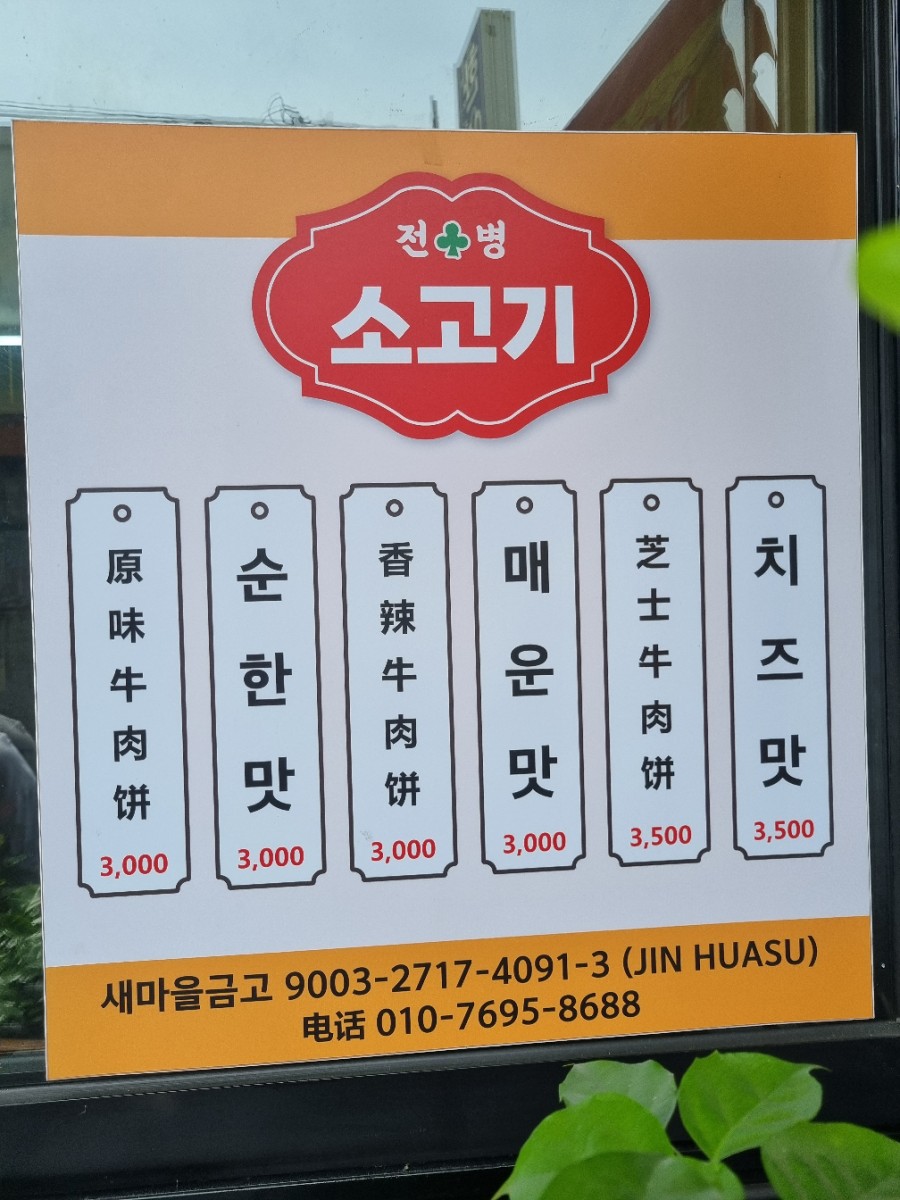 전병
소고기
原味牛肉饼
3,000
순한맛
3,000
香辣牛肉饼
3,000
매운맛
3,000
芝士牛肉饼
3,500
치즈맛
3,500
새마을금고 9003-2717-4091-3 (JIN HUASU)
电话 010-7695-8688